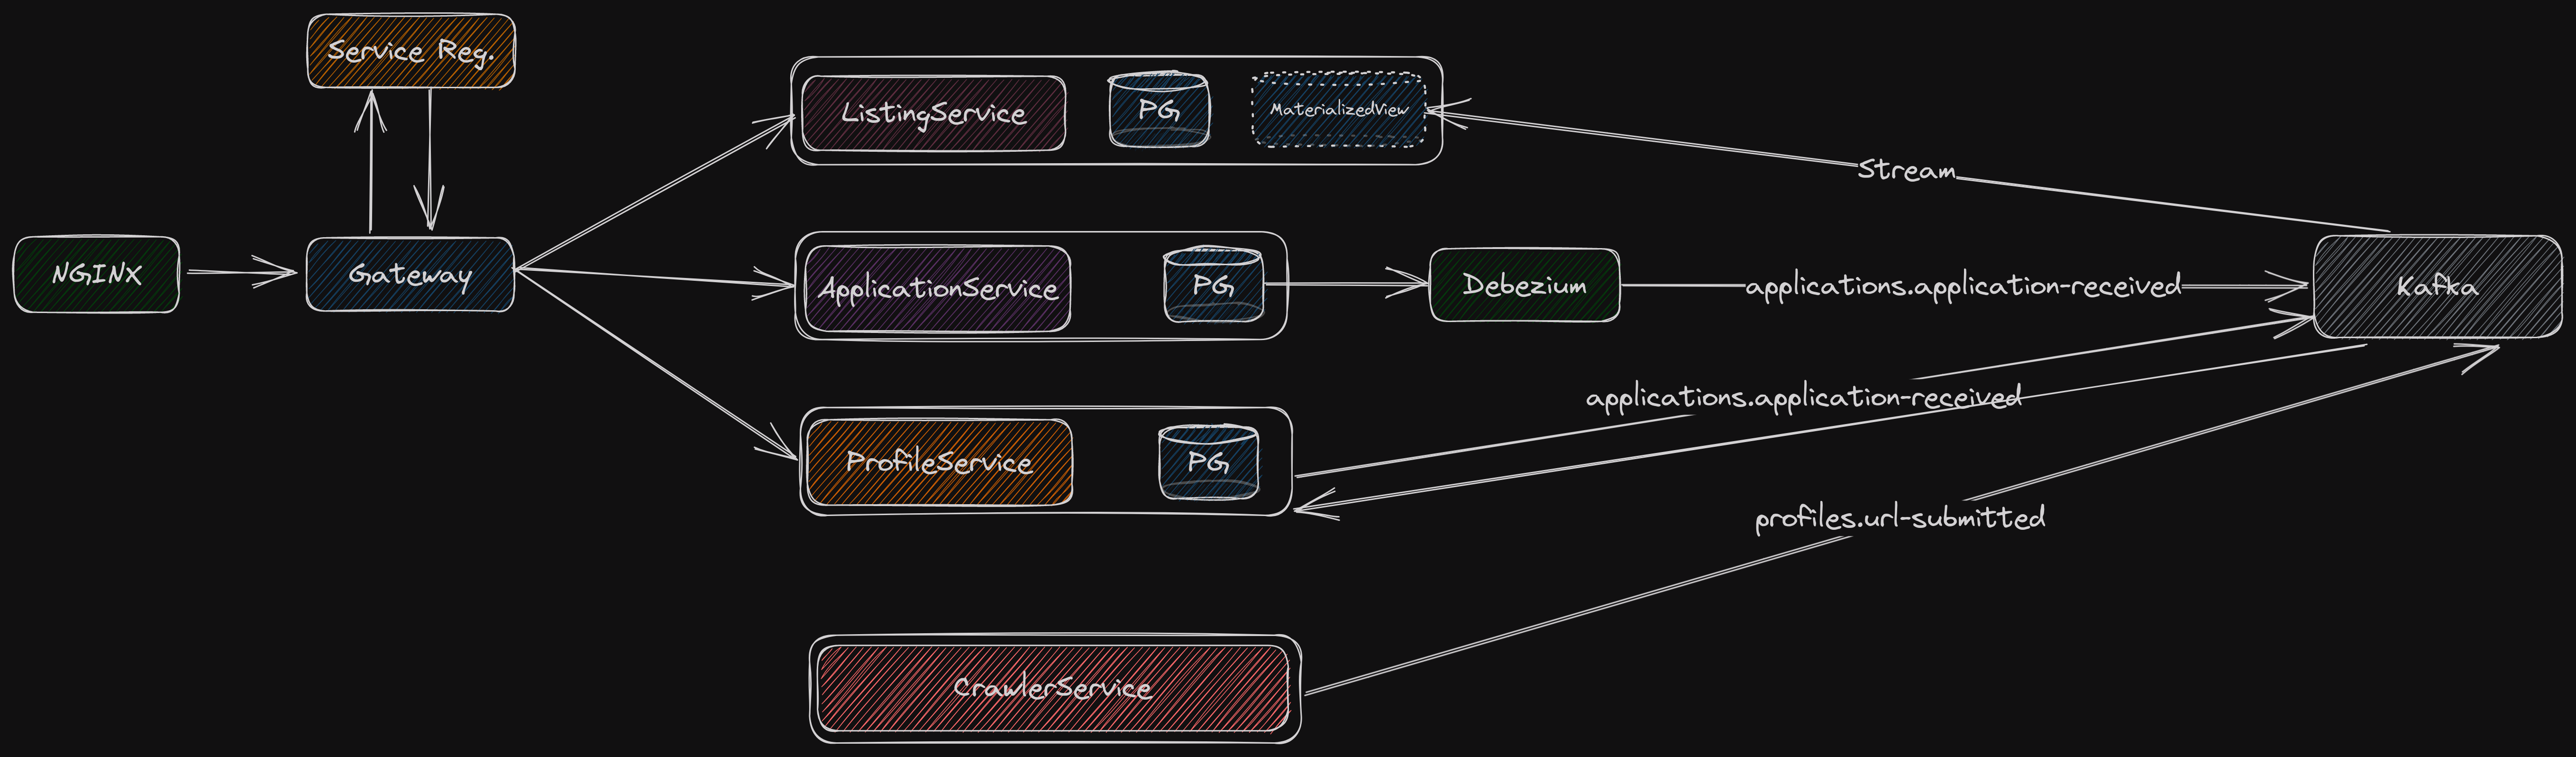 Service Reg.
NGINX
Gateway
ListingService
PG
MaterializedView
Stream
ApplicationService
PG
Debezium
applications.application-received
Kafka
ProfileService
PG
applications.application-received
profiles.url-submitted
CrawlerService